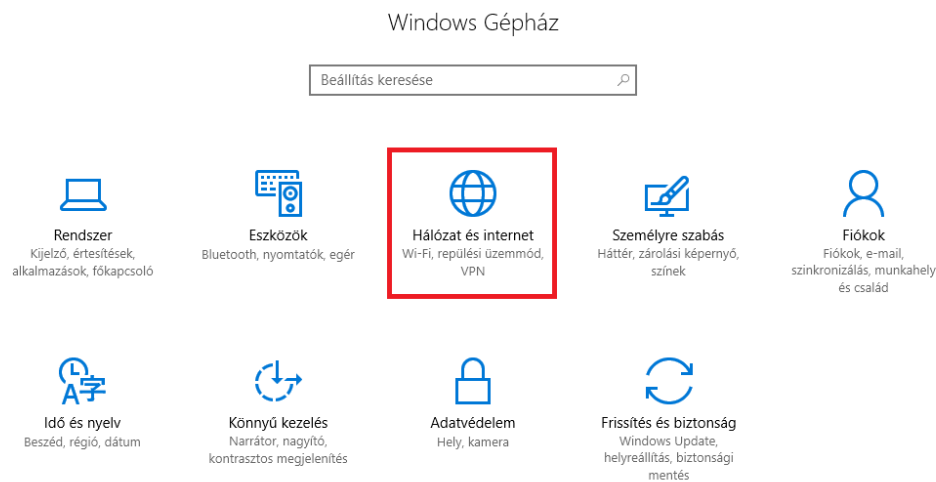 Windows Gépház
Beállítás keresése
Rendszer
Kijelző, értesítések,
alkalmazások, főkapcsoló
Eszközök
Bluetooth, nyomtatók, egér
Hálózat és internet
Wi-Fi, repülési üzemmód,
VPN
Személyre szabás
Háttér, zárolási képernyő,
színek
Fiókok
Fiókok, e-mail,
szinkronizálás, munkahely
és család
A字
Idő és nyelv
Beszéd, régió, dátum
Könnyű kezelés
Narrátor, nagyító,
kontrasztos megjelenítés
Adatvédelem
Hely, kamera
Frissítés és biztonság
Windows Update,
helyreállítás, biztonsági
mentés